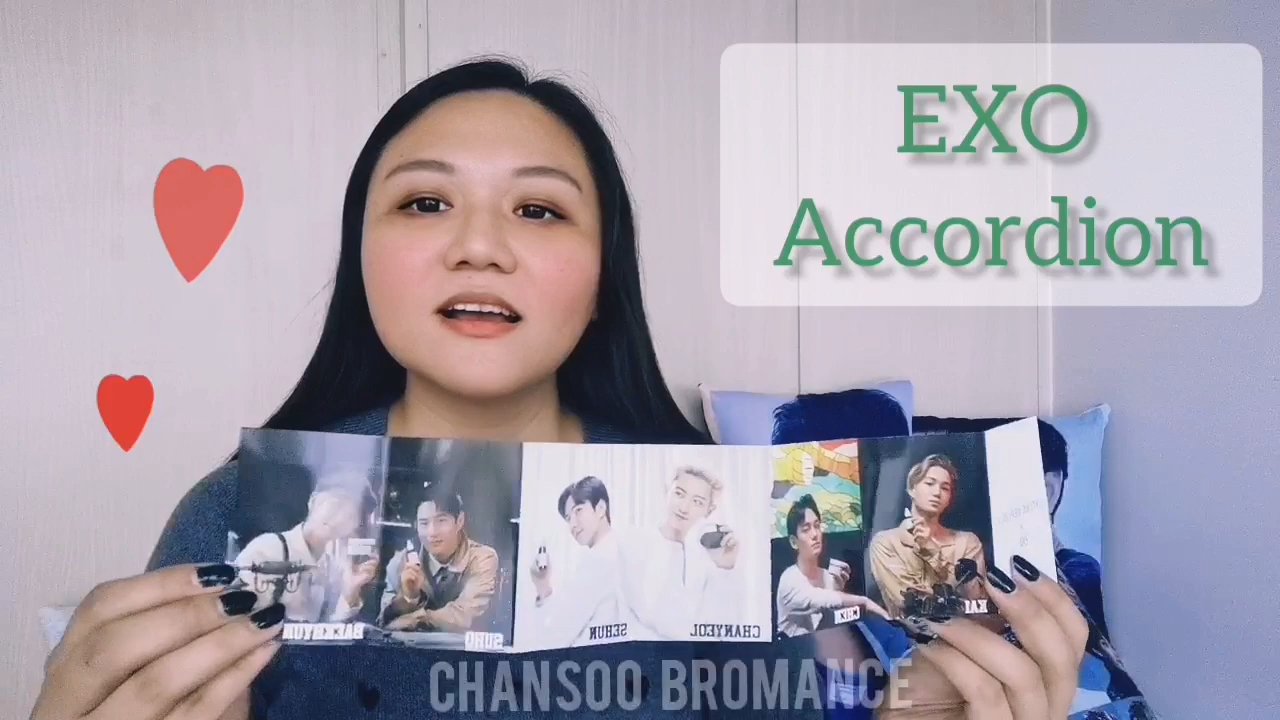 EXO
Accordion
BAEKHYUN
SUHO
SEHUN
CHANYEOL
CHEN
KAI
CHANSOO BROMANCE